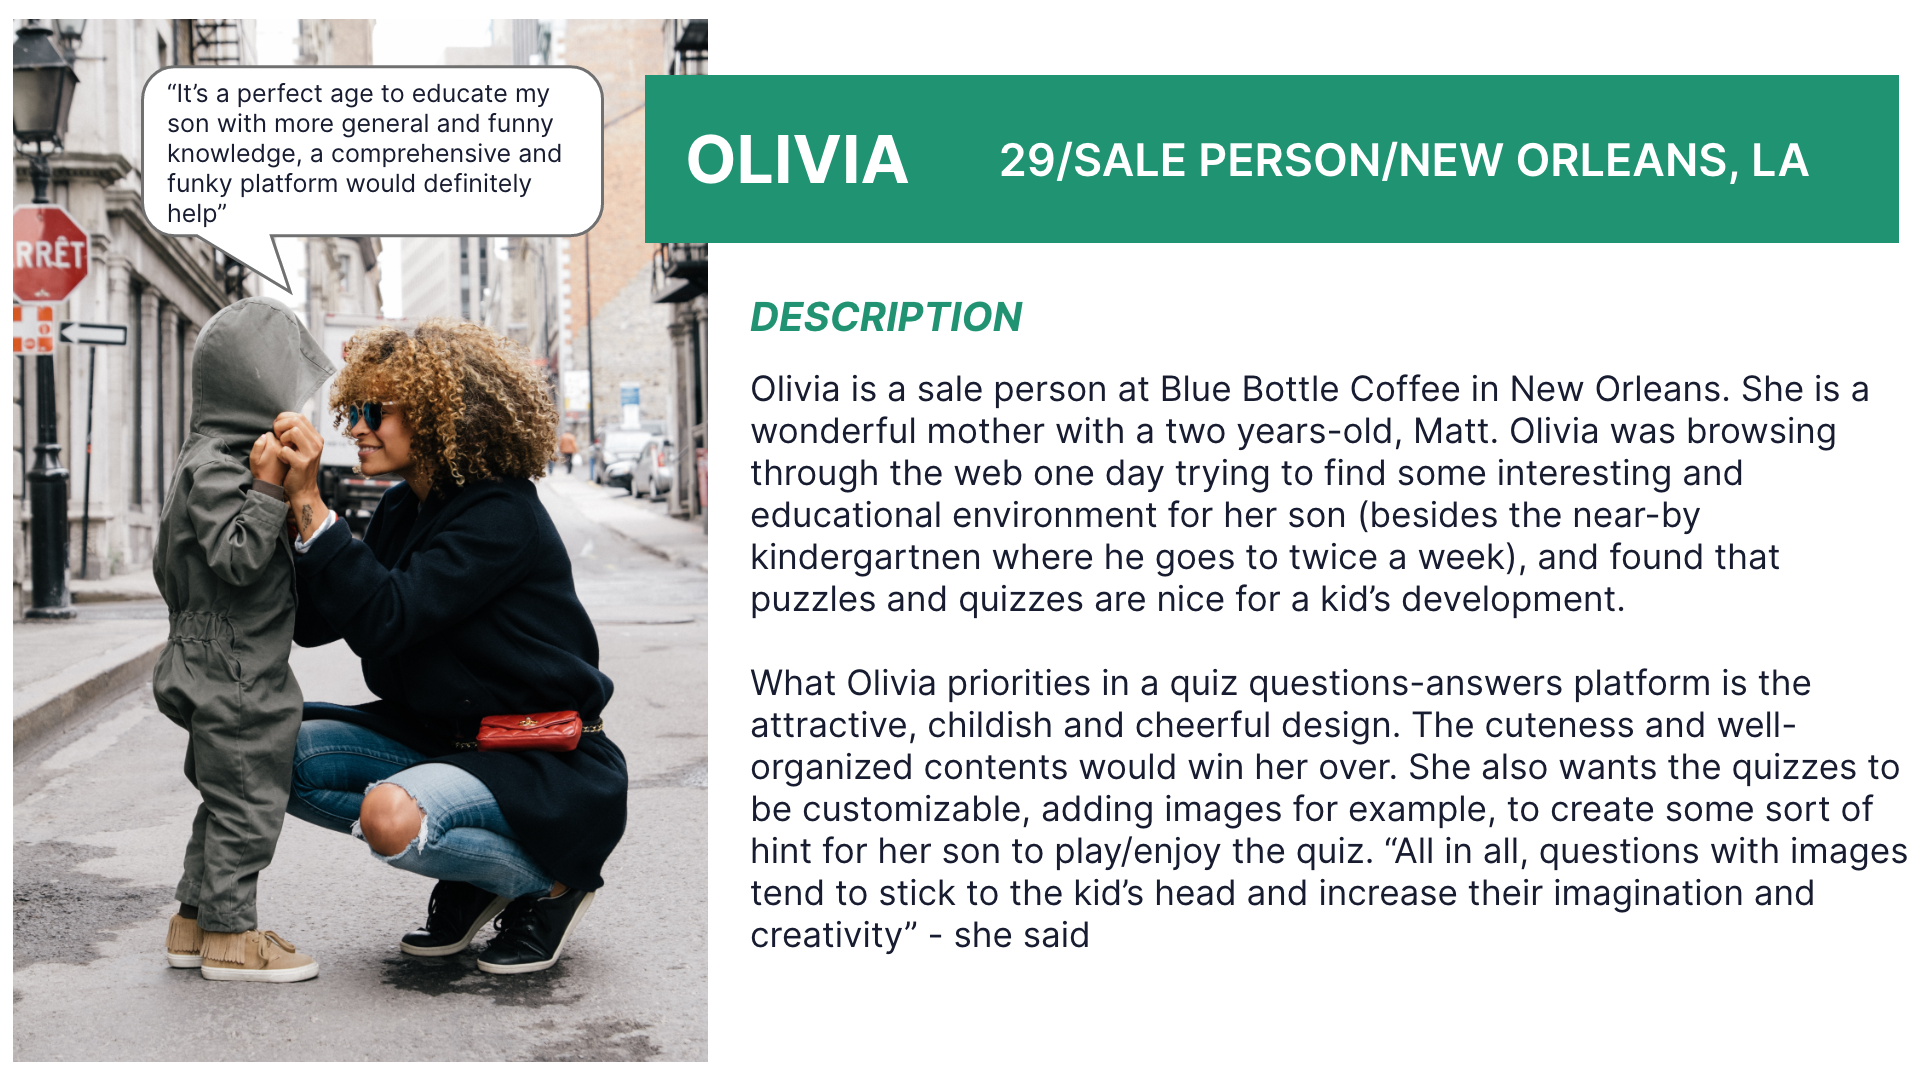 “It’s a perfect age to educate my
son with more general and funny
knowledge, a comprehensive and
funky platform would definitely
help”
RRÊT
OLIVIA
29/SALE PERSON/NEW ORLEANS, LA
DESCRIPTION
Olivia is a sale person at Blue Bottle Coffee in New Orleans. She is a
wonderful mother with a two years-old, Matt. Olivia was browsing
through the web one day trying to find some interesting and
educational environment for her son (besides the near-by
kindergartnen where he goes to twice a week), and found that
puzzles and quizzes are nice for a kid’s development.
What Olivia priorities in a quiz questions-answers platform is the
attractive, childish and cheerful design. The cuteness and well-
organized contents would win her over. She also wants the quizzes to
be customizable, adding images for example, to create some sort of
hint for her son to play/enjoy the quiz. “All in all, questions with images
tend to stick to the kid’s head and increase their imagination and
creativity” - she said